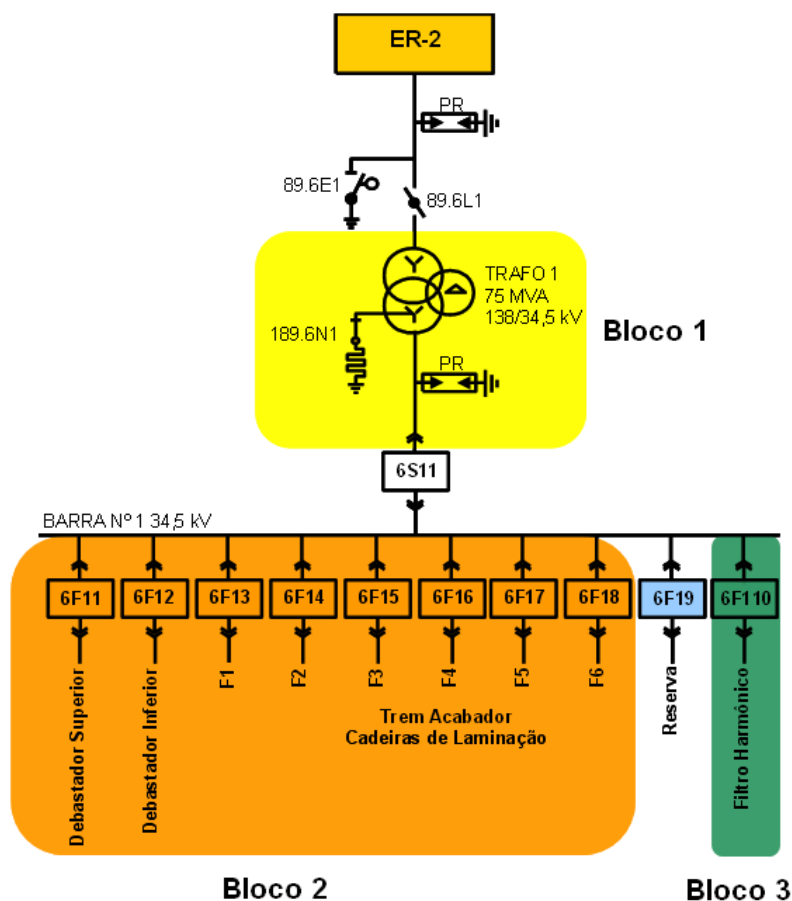 ER-2
PR
89.6E1
89.6L1
TRAFO 1
75 MVA
138/34,5 kV
Bloco 1
189.6N1
PR
6S11
BARRA Nº 1 34,5 kV
6F11
6F12
6F13
6F14
6F15
6F16
6F17
6F18
6F19
6F110
Debastador Superior
Debastador Inferior
F1
F2
F3
F4
F5
F6
Reserva
Filtro Harmônico
Trem Acabador
Cadeiras de Laminação
Bloco 2
Bloco 3